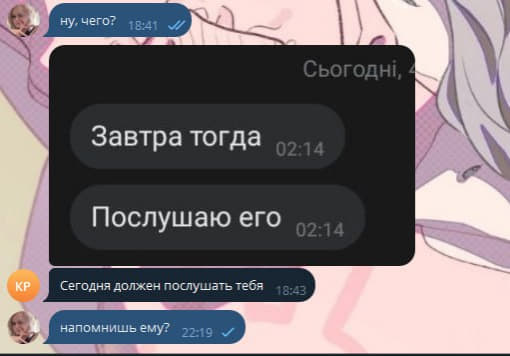 ну, чего? 18:41
Сьогодні,
Завтра тогда 02:14
Послушаю его 02:14
КР
Сегодня должен послушать тебя 18:43
напомнишь ему? 22:19